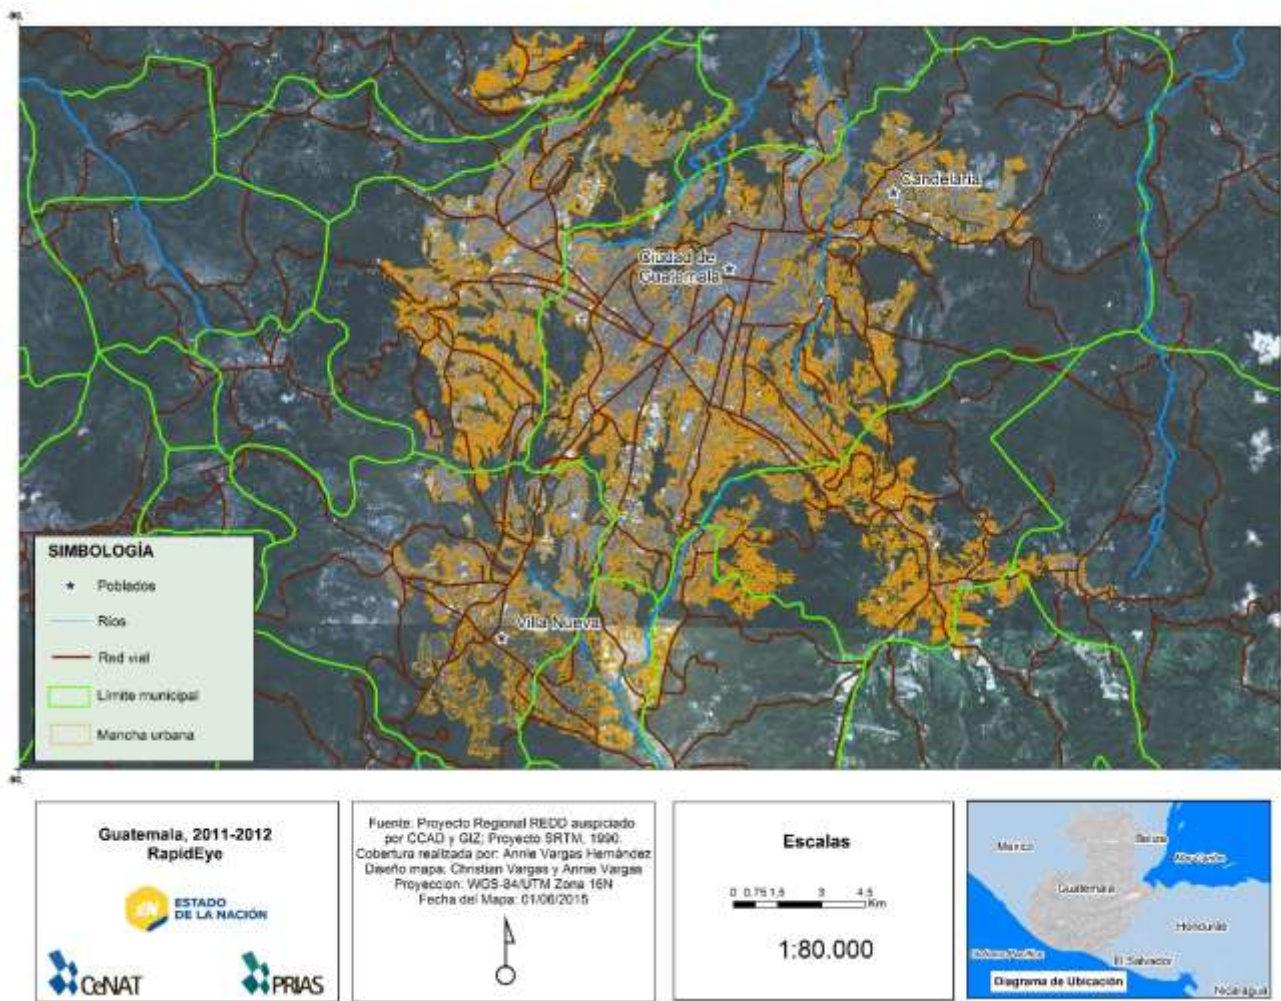 Candelaria
Ciudad de
Guatemala
Villa Nueva
SIMBOLOGÍA
Poblados
Ríos
Red vial
Límite municipal
Mancha urbana
Guatemala, 2011-2012
RapidEye
ESTADO
DE LA NACIÓN
CeNAT
PRIAS
Fuente: Proyecto Regional REDD auspiciado
por CCAD y GIZ; Proyecto SRTM, 1990.
Cobertura realizada por: Annie Vargas Hernández
Diseño mapa: Christian Vargas y Annie Vargas
Proyeccion: WGS-84/UTM Zona 16N
Fecha del Mapa: 01/06/2015
Escalas
0 0.75 1.5 3 4.5
Km
1:80.000
Mexico
Belize
Guatemala
Honduras
El Salvador
Nicaragua
Diagrama de Ubicación